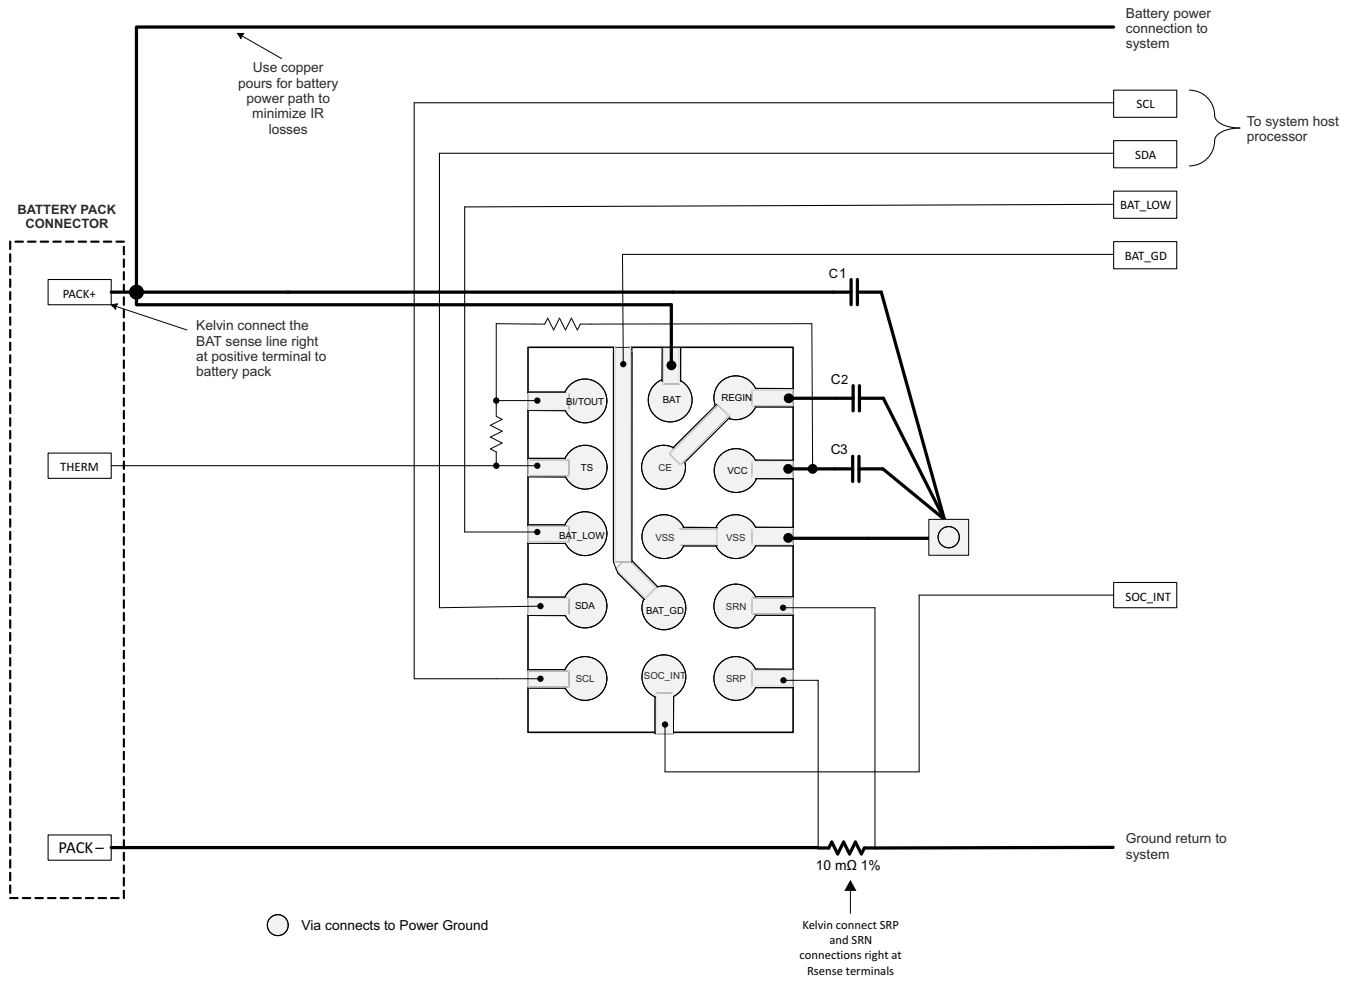 Battery power
connection to
system
Use copper
pours for battery
power path to
minimize IR
losses
SCL
To system host
processor
SDA
BAT_LOW
BATTERY PACK
CONNECTOR
BAT_GD
C1
PACK+
Kelvin connect the
BAT sense line right
at positive terminal to
battery pack
C2
BI/TOUT
BAT
REGIN
C3
THERM
TS
CE
VCC
BAT_LOW
VSS
VSS
SDA
BAT_GD
SRN
SOC_INT
SCL
SOC_INT
SRP
PACK–
Ground return to
system
10 mΩ 1%
Via connects to Power Ground
Kelvin connect SRP
and SRN
connections right at
Rsense terminals